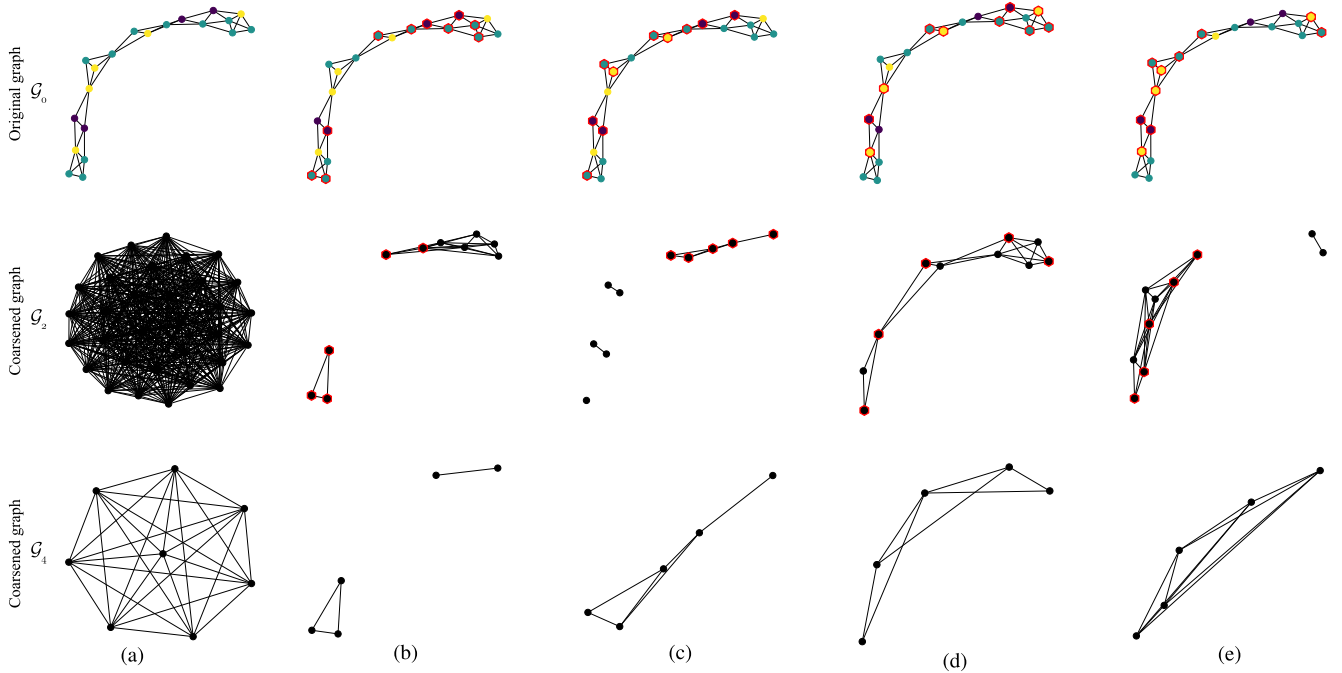 Original graph
𝒢₀
Coarsened graph
𝒢₂
Coarsened graph
𝒢₄
(a)
(b)
(c)
(d)
(e)